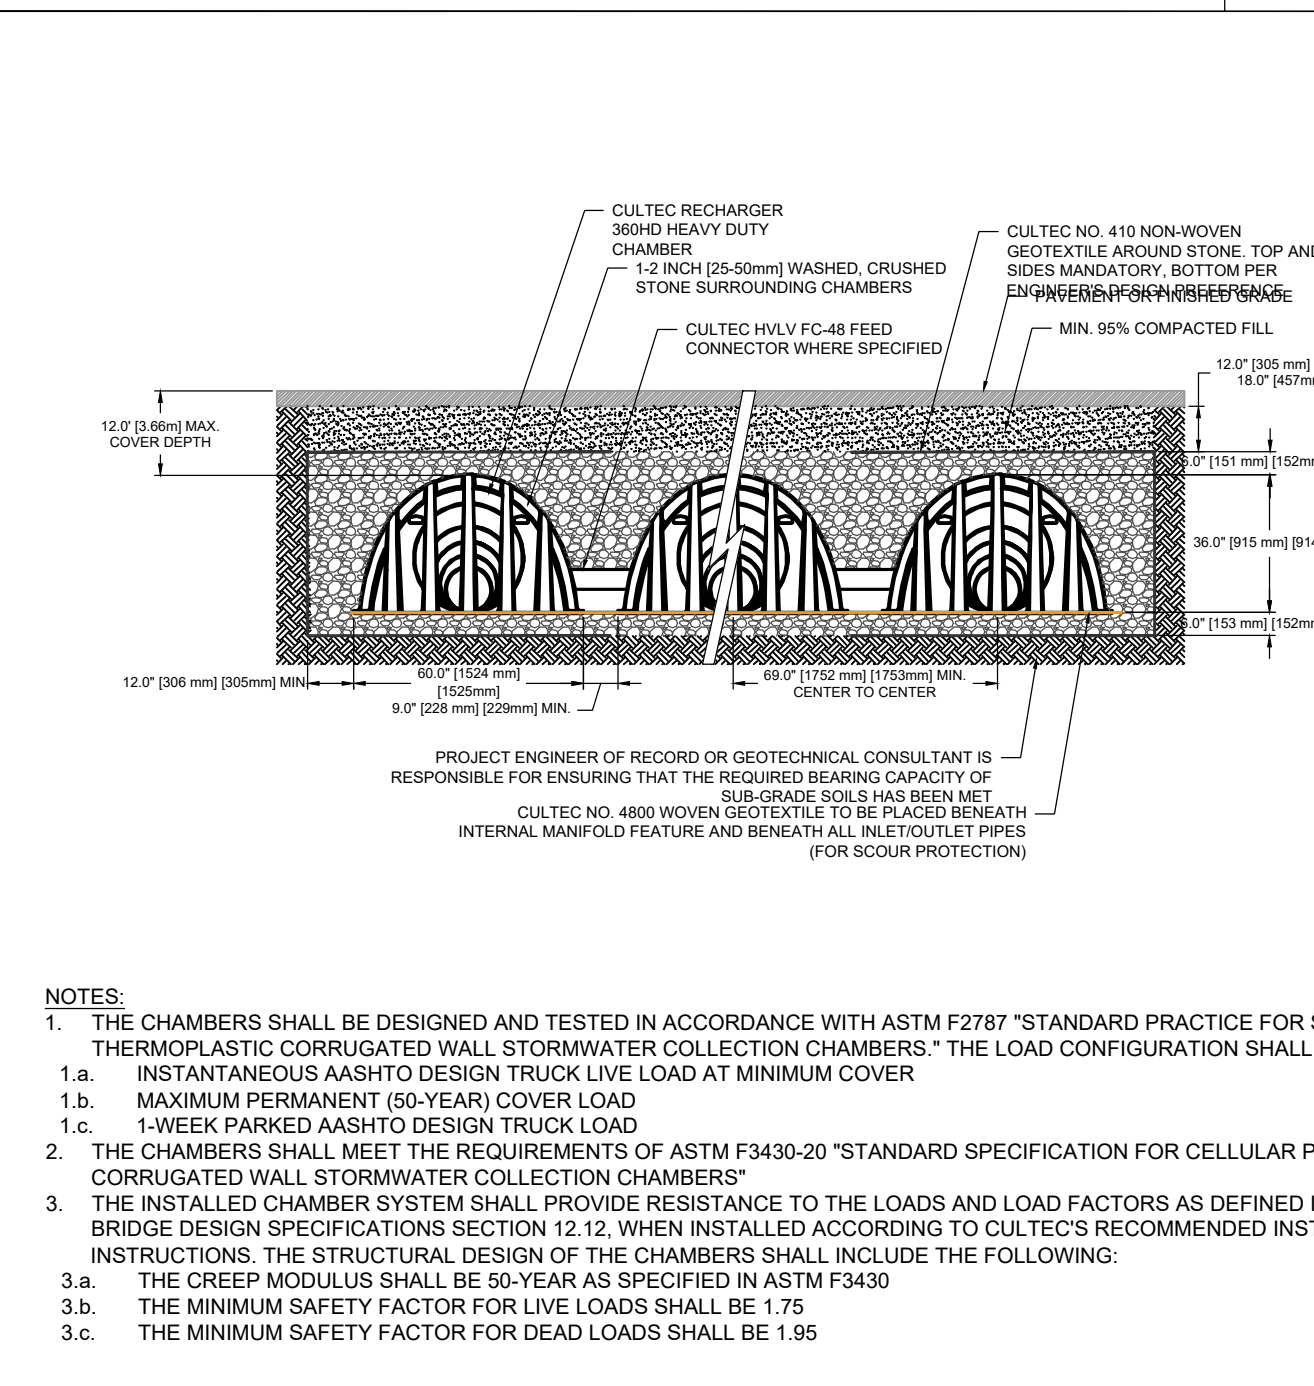 CULTEC RECHARGER
360HD HEAVY DUTY
CHAMBER
1-2 INCH [25-50mm] WASHED, CRUSHED
STONE SURROUNDING CHAMBERS
CULTEC HVLV FC-48 FEED
CONNECTOR WHERE SPECIFIED
CULTEC NO. 410 NON-WOVEN
GEOTEXTILE AROUND STONE. TOP AND
SIDES MANDATORY, BOTTOM PER
ENGINEER'S DESIGN PREFERENCE
PAVEMENT OR FINISHED GRADE
MIN. 95% COMPACTED FILL
12.0" [305 mm]
18.0" [457mm
12.0' [3.66m] MAX.
COVER DEPTH
6.0" [151 mm] [152mm
36.0" [915 mm] [914
6.0" [153 mm] [152mm
12.0" [306 mm] [305mm] MIN.
60.0" [1524 mm]
[1525mm]
9.0" [228 mm] [229mm] MIN.
69.0" [1752 mm] [1753mm] MIN.
CENTER TO CENTER
PROJECT ENGINEER OF RECORD OR GEOTECHNICAL CONSULTANT IS
RESPONSIBLE FOR ENSURING THAT THE REQUIRED BEARING CAPACITY OF
SUB-GRADE SOILS HAS BEEN MET
CULTEC NO. 4800 WOVEN GEOTEXTILE TO BE PLACED BENEATH
INTERNAL MANIFOLD FEATURE AND BENEATH ALL INLET/OUTLET PIPES
(FOR SCOUR PROTECTION)
NOTES:
1. THE CHAMBERS SHALL BE DESIGNED AND TESTED IN ACCORDANCE WITH ASTM F2787 "STANDARD PRACTICE FOR
THERMOPLASTIC CORRUGATED WALL STORMWATER COLLECTION CHAMBERS." THE LOAD CONFIGURATION SHALL
1.a. INSTANTANEOUS AASHTO DESIGN TRUCK LIVE LOAD AT MINIMUM COVER
1.b. MAXIMUM PERMANENT (50-YEAR) COVER LOAD
1.c. 1-WEEK PARKED AASHTO DESIGN TRUCK LOAD
2. THE CHAMBERS SHALL MEET THE REQUIREMENTS OF ASTM F3430-20 "STANDARD SPECIFICATION FOR CELLULAR P
CORRUGATED WALL STORMWATER COLLECTION CHAMBERS"
3. THE INSTALLED CHAMBER SYSTEM SHALL PROVIDE RESISTANCE TO THE LOADS AND LOAD FACTORS AS DEFINED
BRIDGE DESIGN SPECIFICATIONS SECTION 12.12, WHEN INSTALLED ACCORDING TO CULTEC'S RECOMMENDED INST
INSTRUCTIONS. THE STRUCTURAL DESIGN OF THE CHAMBERS SHALL INCLUDE THE FOLLOWING:
3.a. THE CREEP MODULUS SHALL BE 50-YEAR AS SPECIFIED IN ASTM F3430
3.b. THE MINIMUM SAFETY FACTOR FOR LIVE LOADS SHALL BE 1.75
3.c. THE MINIMUM SAFETY FACTOR FOR DEAD LOADS SHALL BE 1.95